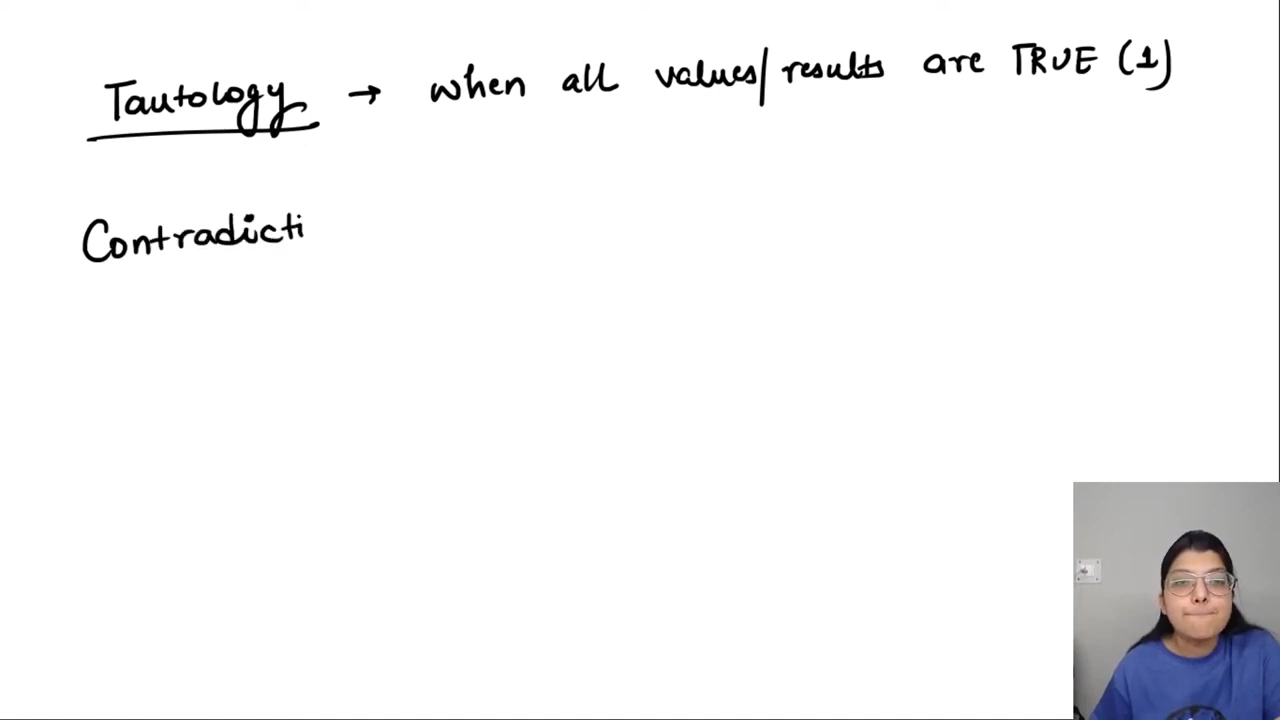 Tautology → when all values/results are TRUE (1)
Contradicti